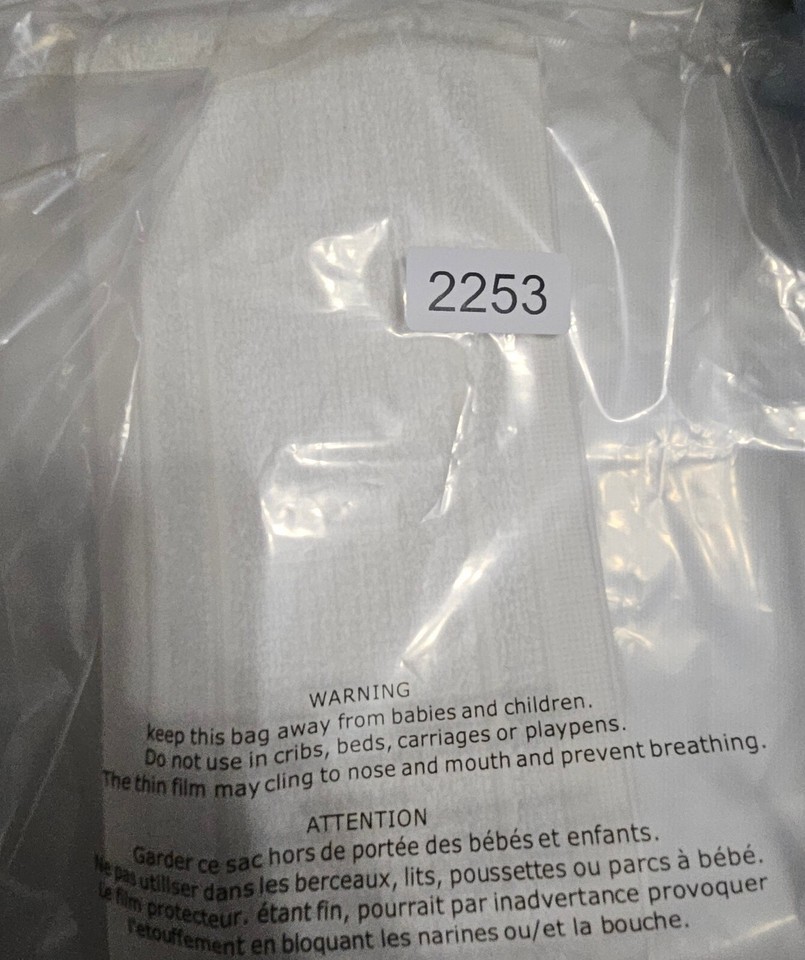 2253
WARNING
keep this bag away from babies and children.
Do not use in cribs, beds, carriages or playpens.
The thin film may cling to nose and mouth and prevent breathing.
ATTENTION
Garder ce sac hors de portée des bébés et enfants.
Ne pas utiliser dans les berceaux, lits, poussettes ou parcs à bébé.
Le film protecteur. étant fin, pourrait par inadvertance provoquer
l'etouffement en bloquant les narines ou/et la bouche.